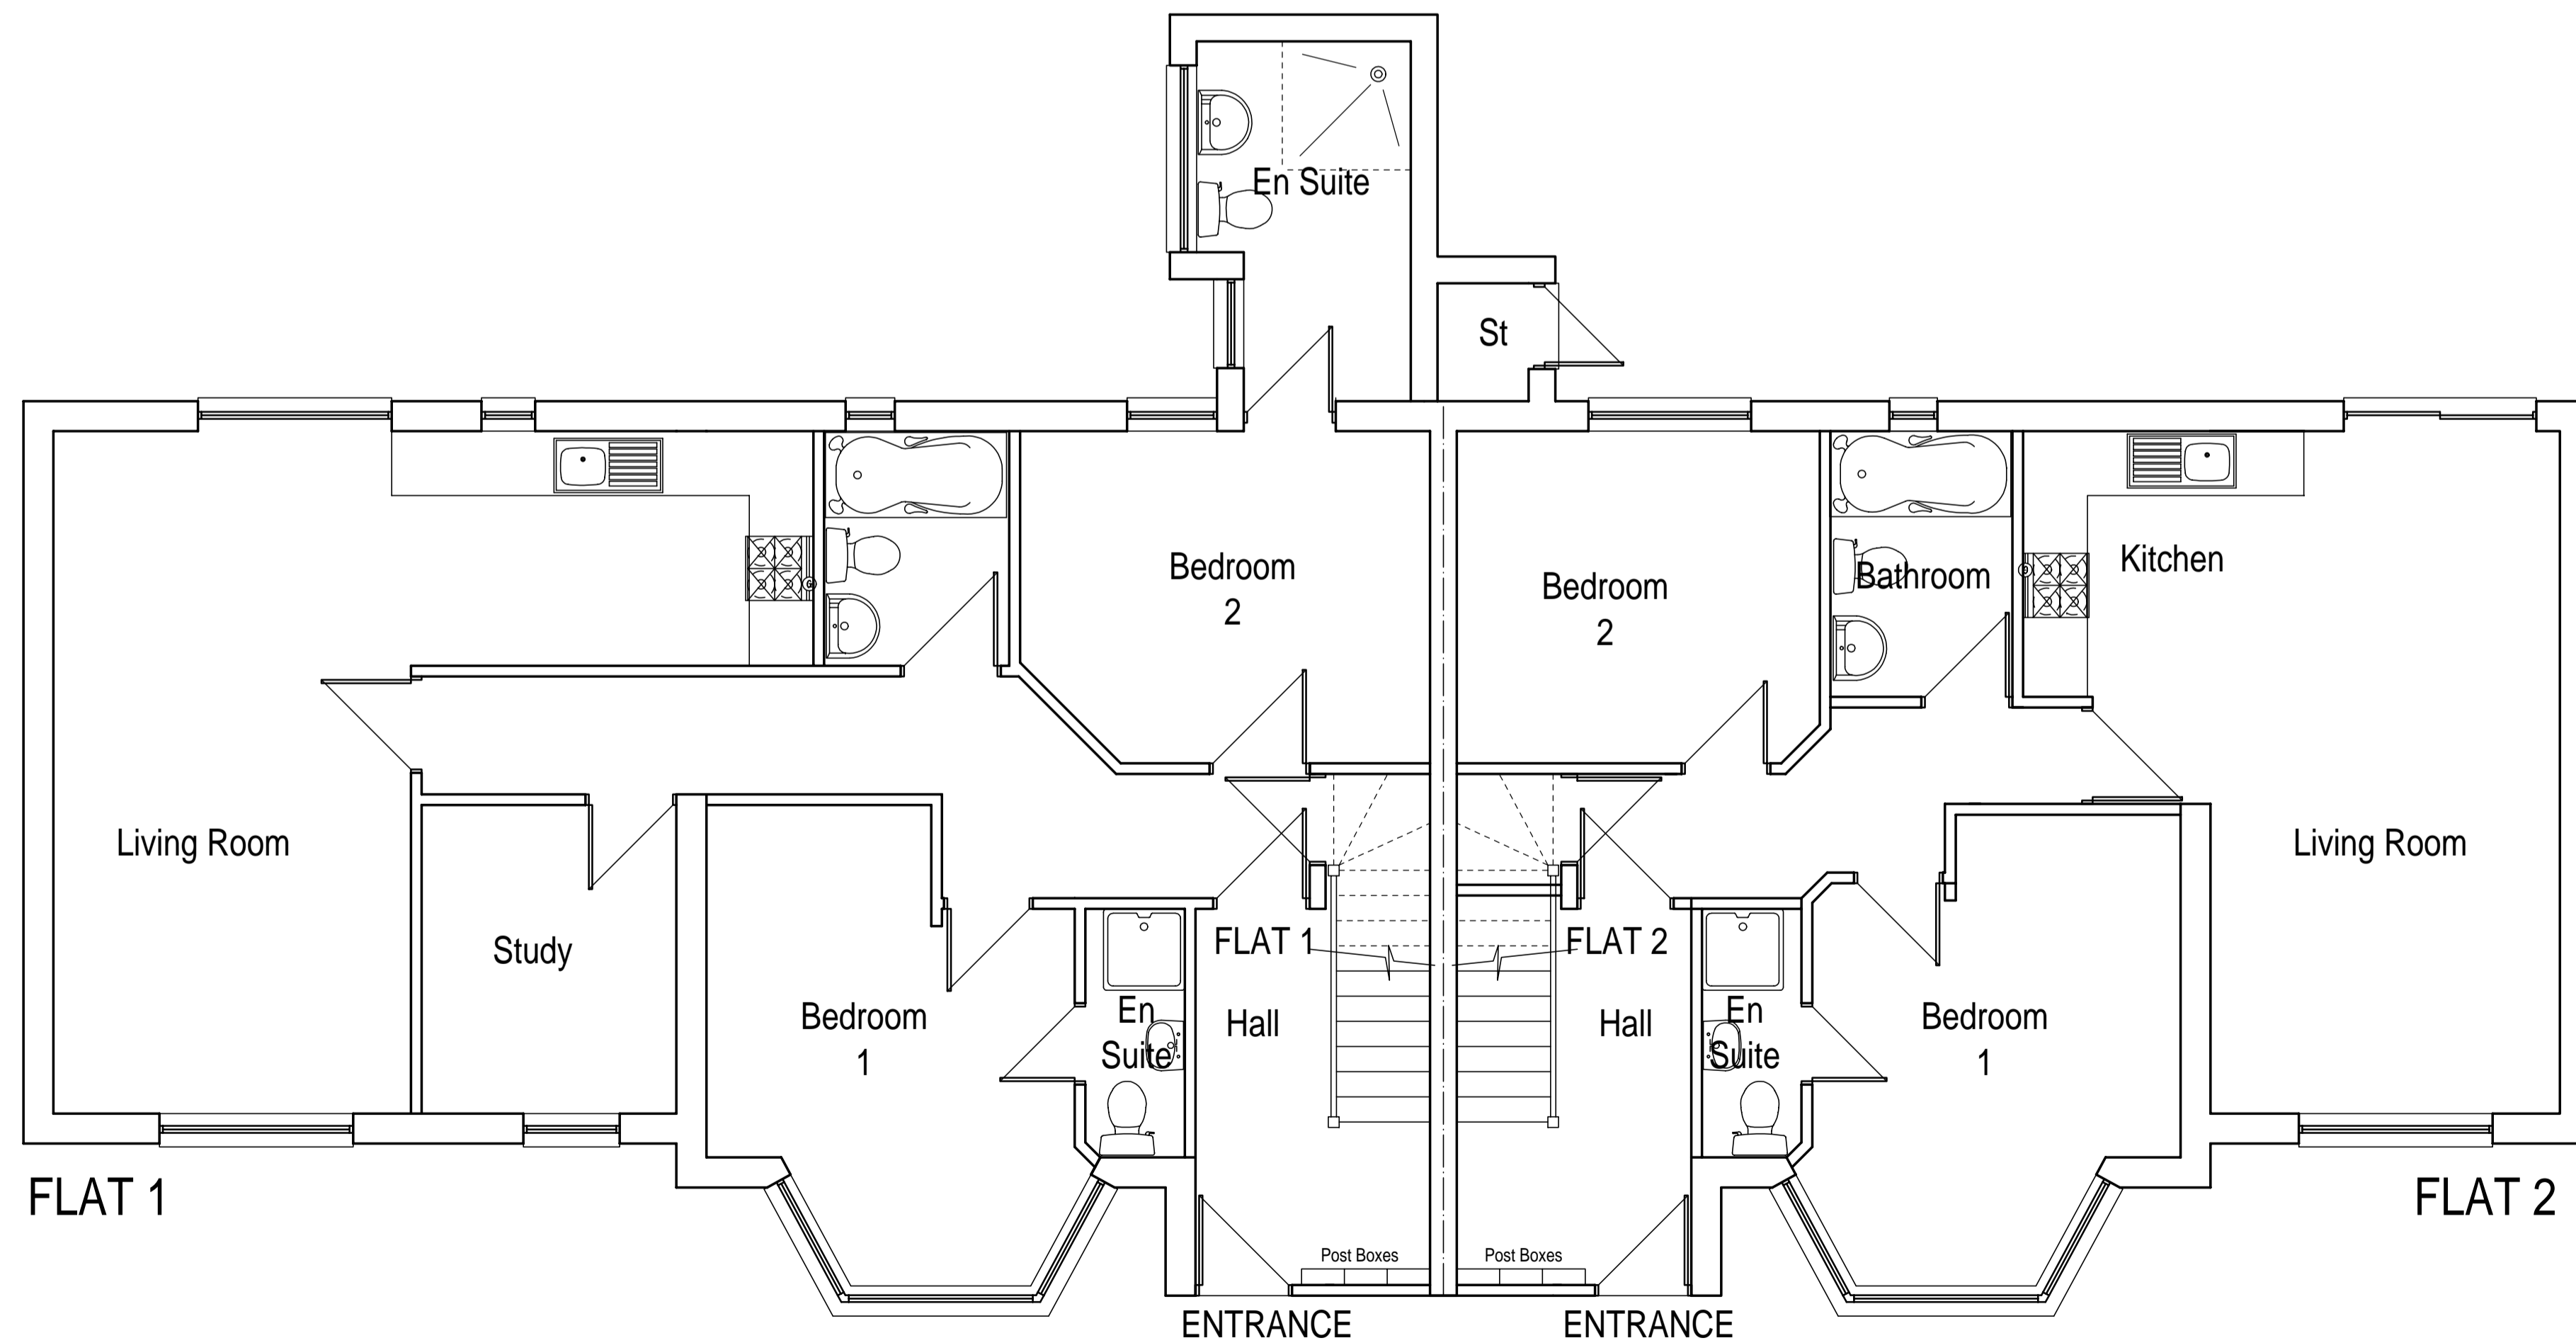 En Suite
St
Bedroom
2
Bedroom
2
Bathroom
Kitchen
Living Room
Living Room
Study
FLAT 1
FLAT 2
Bedroom
1
En
Suite
Hall
Hall
En
Suite
Bedroom
1
FLAT 1
FLAT 2
Post Boxes
Post Boxes
ENTRANCE
ENTRANCE